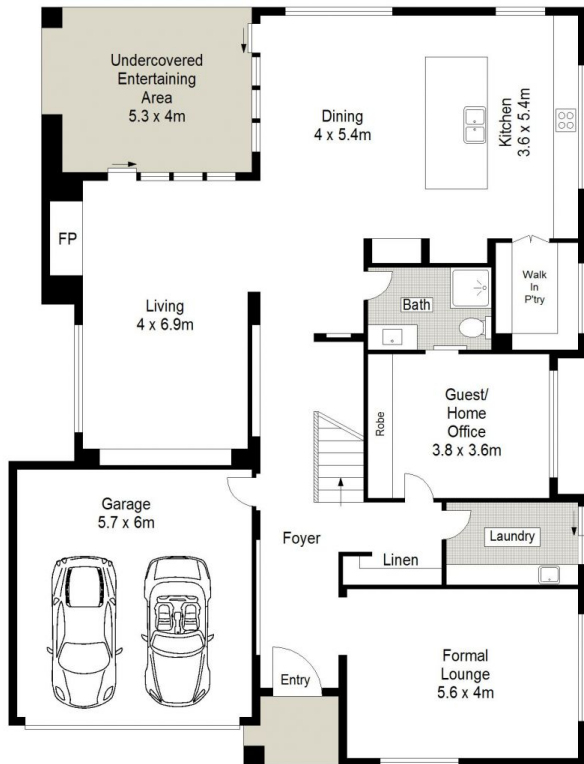 Undercovered
Entertaining
Area
5.3 x 4m
Dining
4 x 5.4m
Kitchen
3.6 x 5.4m
FP
Living
4 x 6.9m
Bath
Walk
In
P'try
Robe
Guest/
Home
Office
3.8 x 3.6m
Garage
5.7 x 6m
Foyer
Linen
Laundry
Entry
Formal
Lounge
5.6 x 4m